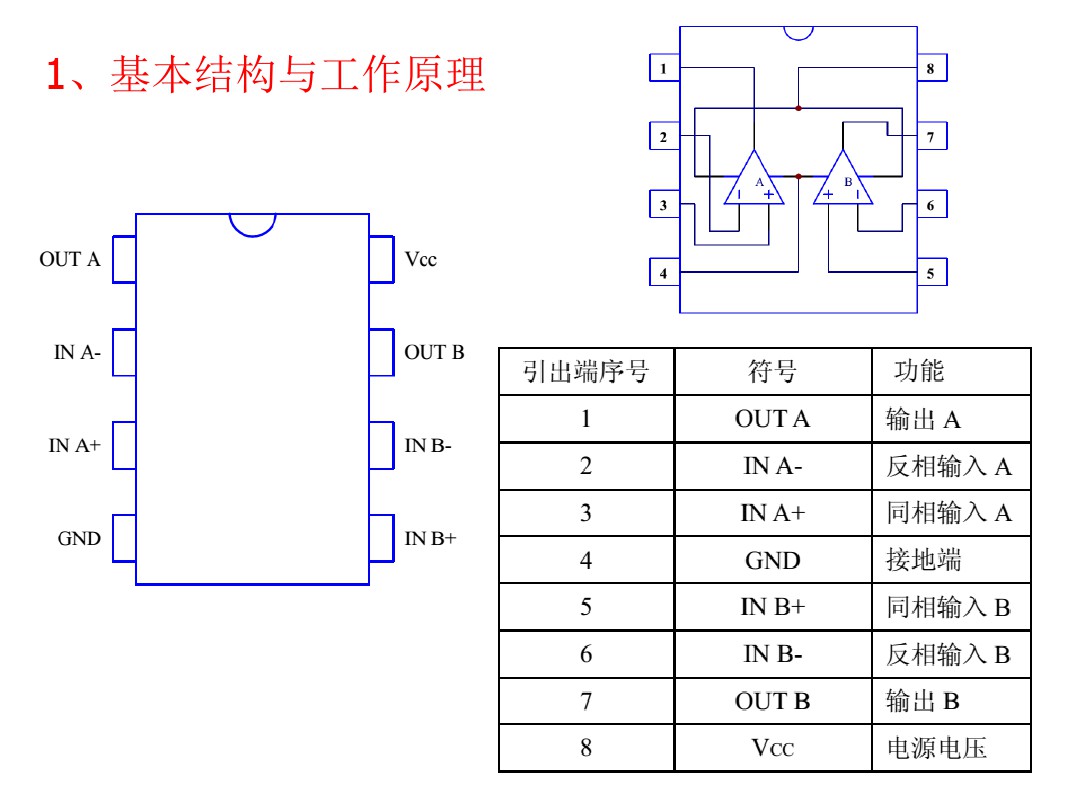 1、基本结构与工作原理
1
2
3
4
8
7
6
5
A
B
- +
+ -
OUT A
IN A-
IN A+
GND
Vcc
OUT B
IN B-
IN B+
引出端序号 符号 功能
1 OUT A 输出 A
2 IN A- 反相输入 A
3 IN A+ 同相输入 A
4 GND 接地端
5 IN B+ 同相输入 B
6 IN B- 反相输入 B
7 OUT B 输出 B
8 VCC 电源电压